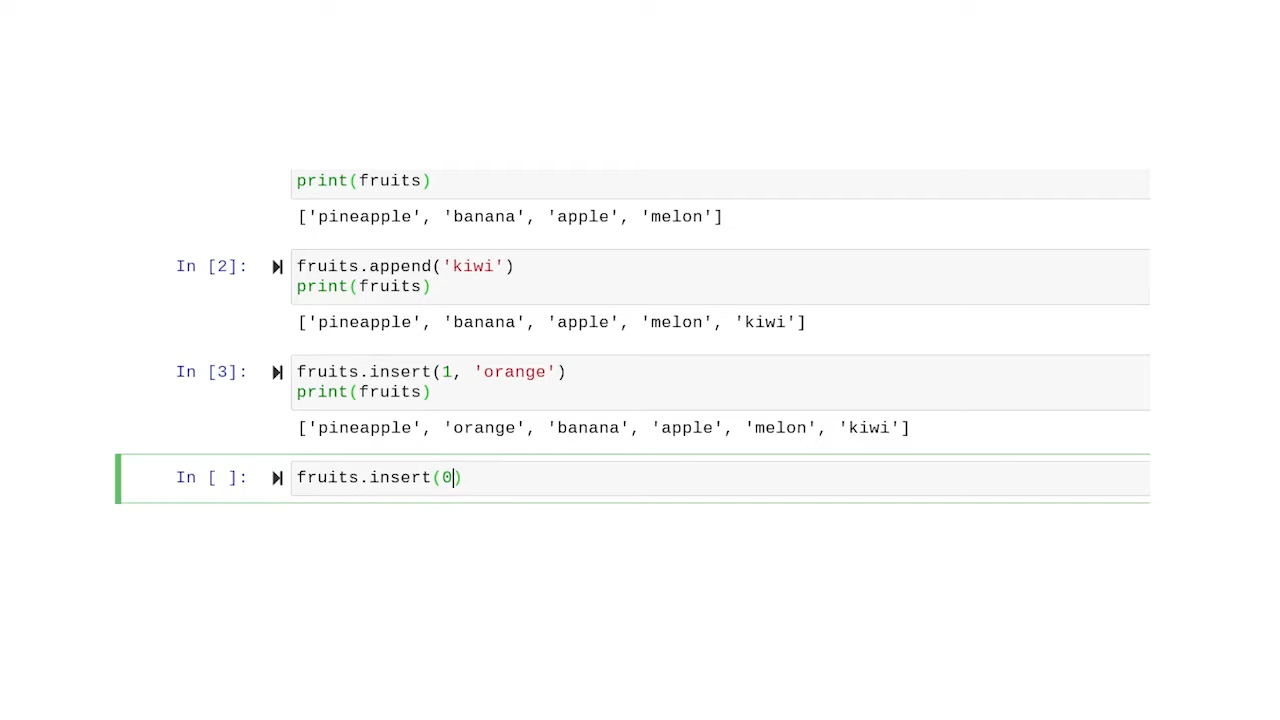 print(fruits)
['pineapple', 'banana', 'apple', 'melon']
In [2]: fruits.append('kiwi')
print(fruits)
['pineapple', 'banana', 'apple', 'melon', 'kiwi']
In [3]: fruits.insert(1, 'orange')
print(fruits)
['pineapple', 'orange', 'banana', 'apple', 'melon', 'kiwi']
In [ ]: fruits.insert(0)